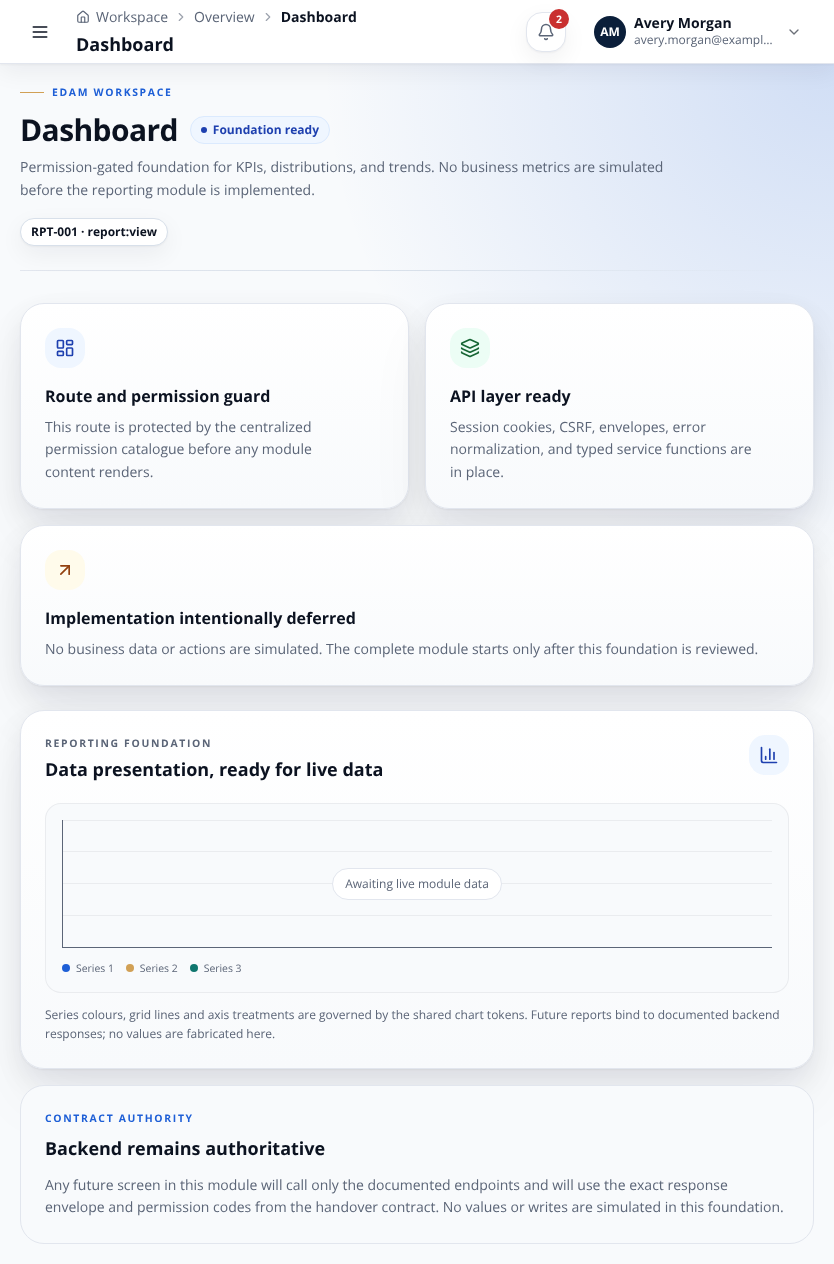 Workspace > Overview > Dashboard
Dashboard
2
AM
Avery Morgan
avery.morgan@exampl...
EDAM WORKSPACE
Dashboard
Foundation ready
Permission-gated foundation for KPIs, distributions, and trends. No business metrics are simulated
before the reporting module is implemented.
RPT-001 · report:view
Route and permission guard
This route is protected by the centralized
permission catalogue before any module
content renders.
API layer ready
Session cookies, CSRF, envelopes, error
normalization, and typed service functions are
in place.
Implementation intentionally deferred
No business data or actions are simulated. The complete module starts only after this foundation is reviewed.
REPORTING FOUNDATION
Data presentation, ready for live data
Awaiting live module data
Series 1 Series 2 Series 3
Series colours, grid lines and axis treatments are governed by the shared chart tokens. Future reports bind to documented backend
responses; no values are fabricated here.
CONTRACT AUTHORITY
Backend remains authoritative
Any future screen in this module will call only the documented endpoints and will use the exact response
envelope and permission codes from the handover contract. No values or writes are simulated in this foundation.